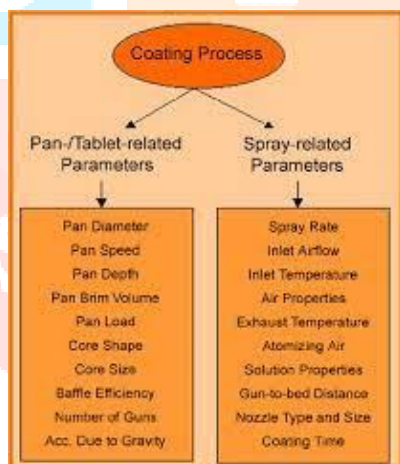 Coating Process
Pan-/Tablet-related
Parameters
Spray-related
Parameters
Pan Diameter
Pan Speed
Pan Depth
Pan Brim Volume
Pan Load
Core Shape
Core Size
Baffle Efficiency
Number of Guns
Acc. Due to Gravity
Spray Rate
Inlet Airflow
Inlet Temperature
Air Properties
Exhaust Temperature
Atomizing Air
Solution Properties
Gun-to-bed Distance
Nozzle Type and Size
Coating Time